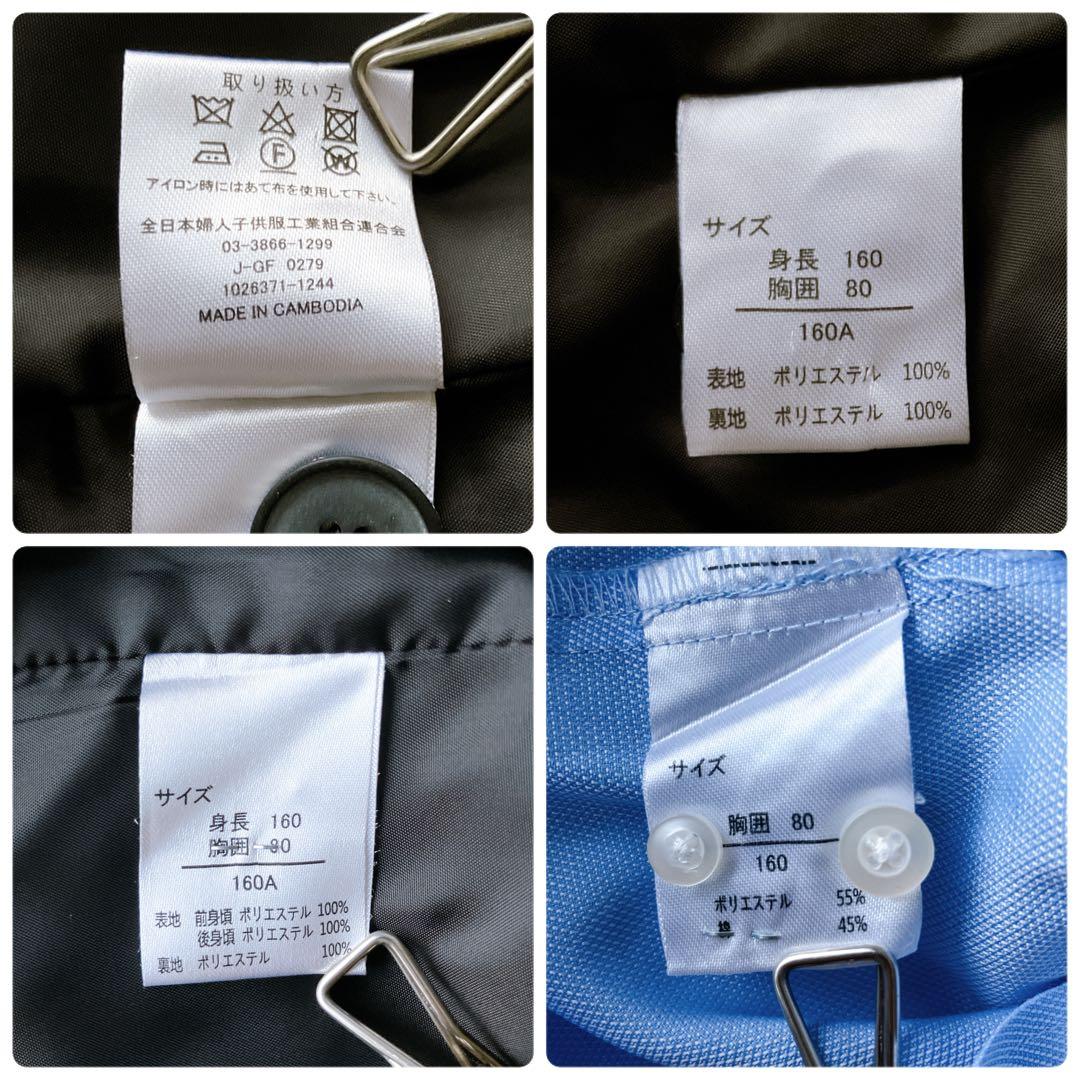 取り扱い方
F
W
アイロン時にはあて布を使用して下さい。
全日本婦人子供服工業組合連合会
03-3866-1299
J-GF 0279
1026371-1244
MADE IN CAMBODIA
サイズ
身長 160
胸囲 80
160A
表地 ポリエステル 100%
裏地 ポリエステル 100%
サイズ
身長 160
胸囲 80
160A
表地 前身頃 ポリエステル 100%
後身頃 ポリエステル 100%
裏地 ポリエステル 100%
サイズ
胸囲 80
160
ポリエステル 55%
45%